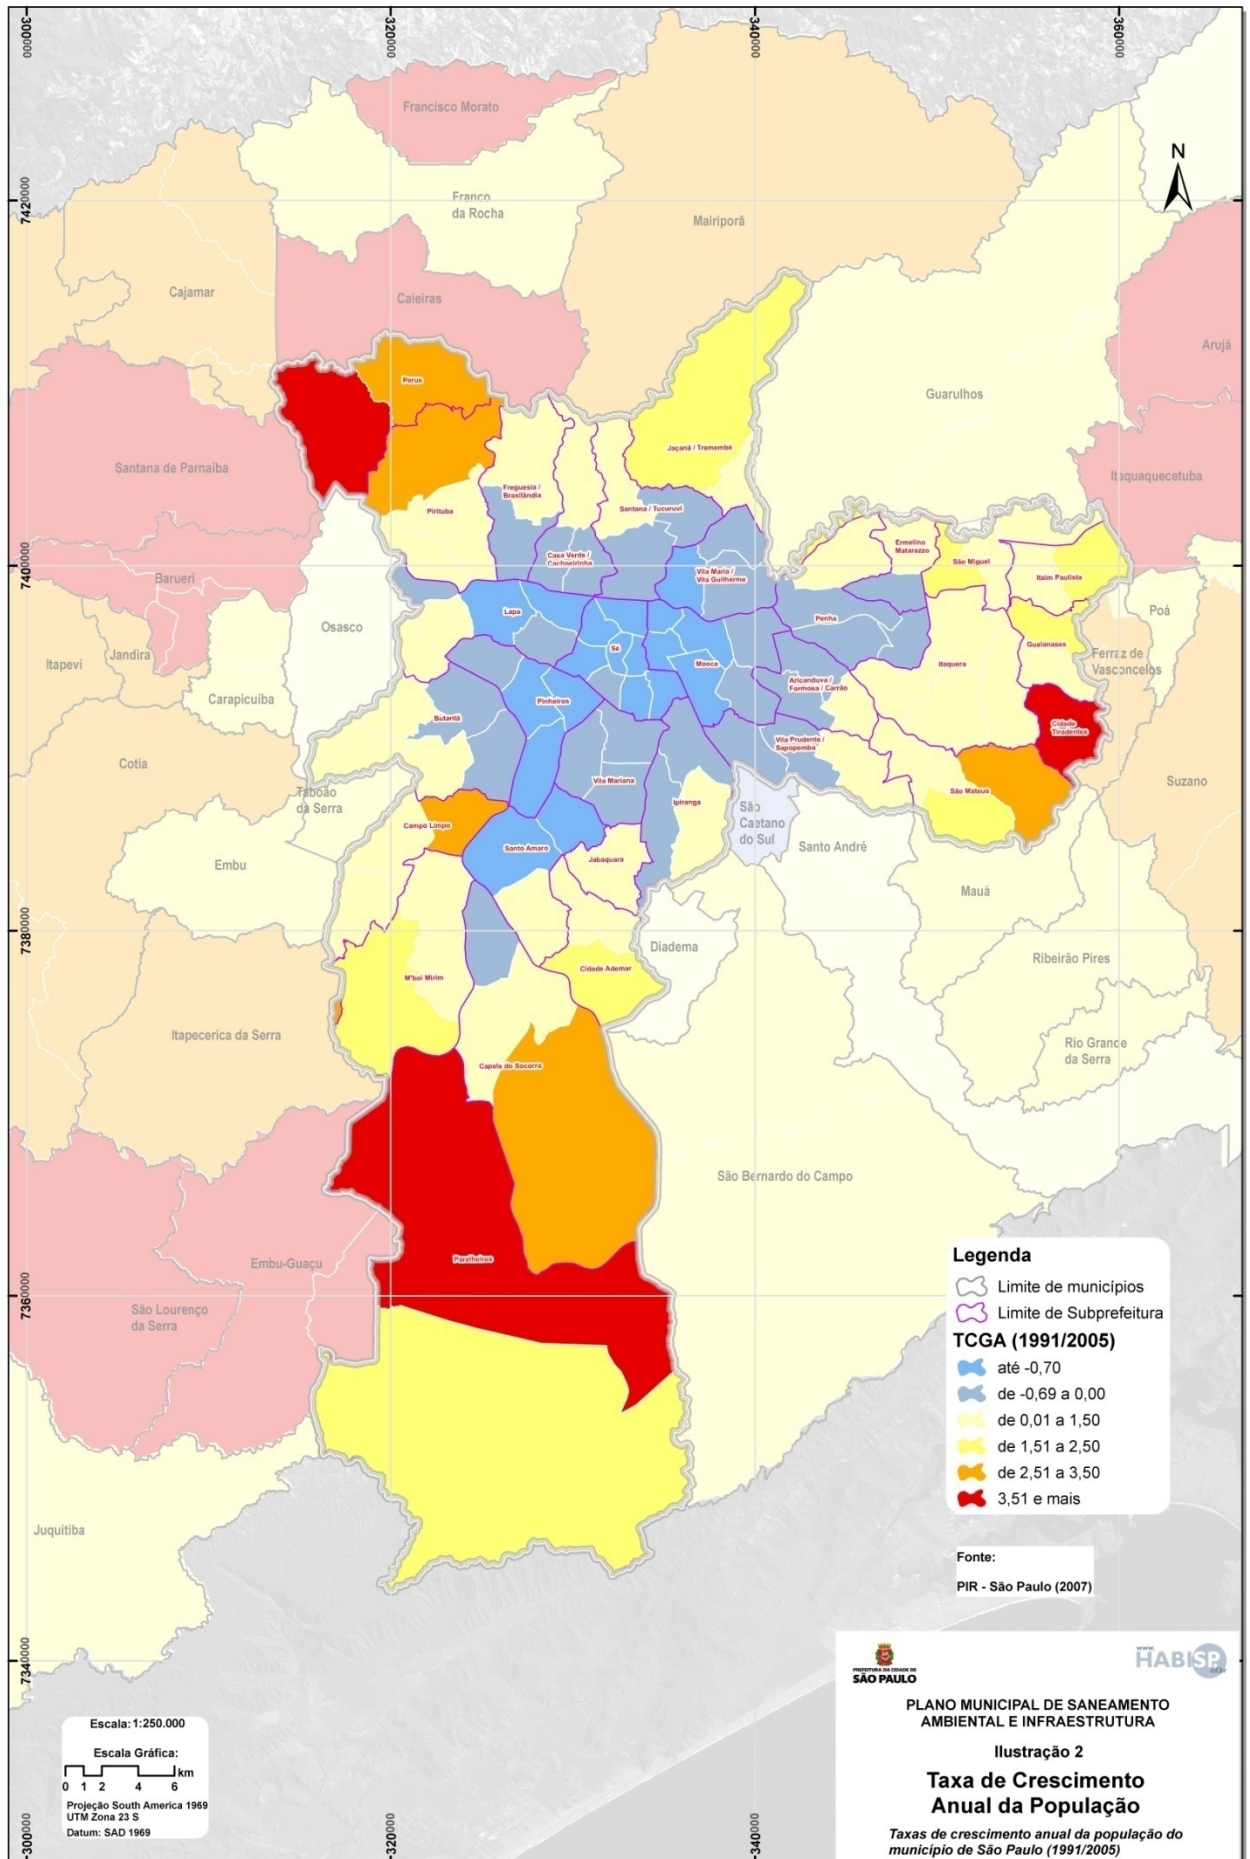 300000
320000
340000
360000
Francisco Morato
N
7420000
Franco
da Rocha
Mairiporã
Cajamar
Caieiras
Arujá
Perus
Guarulhos
Jaçanã / Tremembé
Santana de Parnaíba
Itaquaquecetuba
Freguesia /
Brasilândia
Pirituba
Santana / Tucuruvi
Ermelino
Matarazzo
Casa Verde /
Cachoeirinha
São Miguel
7400000
Vila Maria /
Vila Guilherme
Itaim Paulista
Barueri
Lapa
Penha
Poá
Osasco
Sé
Guaianases
Itapevi
Jandira
Mooca
Itaquera
Ferraz de
Vasconcelos
Carapicuíba
Pinheiros
Aricanduva /
Formosa / Carrão
Butantã
Cidade
Tiradentes
Vila Prudente /
Sapopemba
Cotia
Vila Mariana
São Mateus
Suzano
Taboão
da Serra
Ipiranga
São
Caetano
do Sul
Campo Limpo
Santo Amaro
Santo André
Embu
Jabaquara
Mauá
7380000
Diadema
Ribeirão Pires
M'boi Mirim
Cidade Ademar
Itapecerica da Serra
Rio Grande
da Serra
Capela do Socorro
São Bernardo do Campo
Embu-Guaçu
Parelheiros
7360000
São Lourenço
da Serra
Legenda
Limite de municípios
Limite de Subprefeitura
TCGA (1991/2005)
até -0,70
de -0,69 a 0,00
de 0,01 a 1,50
de 1,51 a 2,50
de 2,51 a 3,50
3,51 e mais
Juquitiba
Fonte:
PIR - São Paulo (2007)
7340000
PREFEITURA DA CIDADE DE
SÃO PAULO
www.
HABISP
PLANO MUNICIPAL DE SANEAMENTO
AMBIENTAL E INFRAESTRUTURA
Ilustração 2
Taxa de Crescimento
Anual da População
Taxas de crescimento anual da população do
município de São Paulo (1991/2005)
Escala: 1:250.000
Escala Gráfica:
km
0 1 2 4 6
Projeção South America 1969
UTM Zona 23 S
Datum: SAD 1969
300000
320000
340000